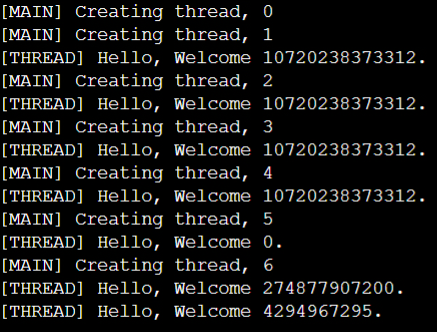 [MAIN] Creating thread, 0
[MAIN] Creating thread, 1
[THREAD] Hello, Welcome 10720238373312.
[MAIN] Creating thread, 2
[THREAD] Hello, Welcome 10720238373312.
[MAIN] Creating thread, 3
[THREAD] Hello, Welcome 10720238373312.
[MAIN] Creating thread, 4
[THREAD] Hello, Welcome 10720238373312.
[MAIN] Creating thread, 5
[THREAD] Hello, Welcome 0.
[MAIN] Creating thread, 6
[THREAD] Hello, Welcome 274877907200.
[THREAD] Hello, Welcome 4294967295.